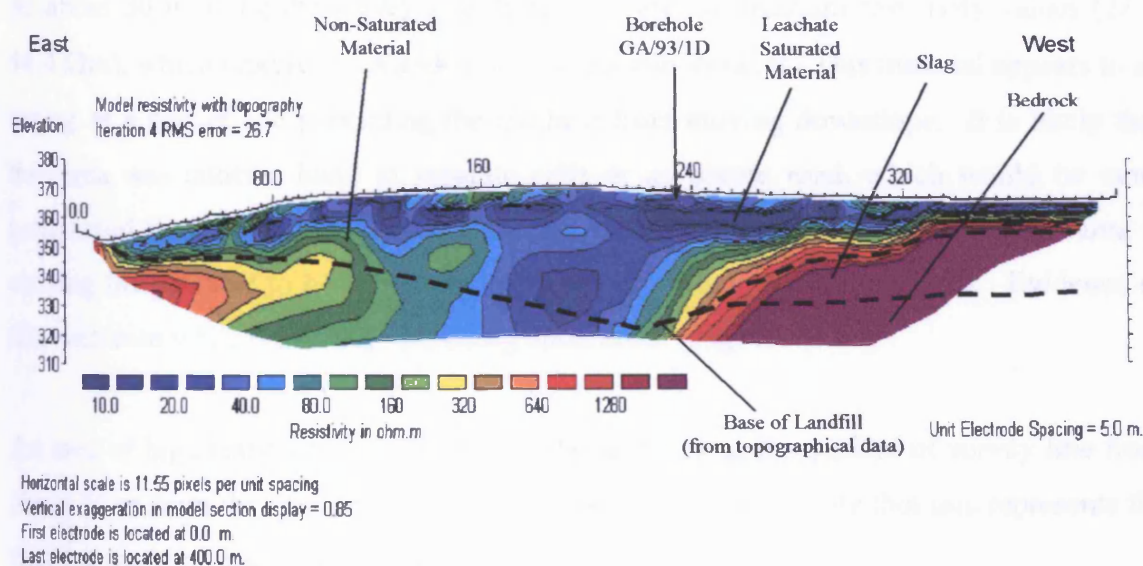 East
Non-Saturated
Material
Borehole
GA/93/1D
Leachate
Saturated
Material
Slag
West
Bedrock
Model resistivity with topography
Iteration 4 RMS error = 26.7
Elevation
380
370
360
350
340
330
320
310
0.0
80.0
160
240
320
10.0 20.0 40.0 80.0 160 320 640 1280
Resistivity in ohm.m
Base of Landfill
(from topographical data)
Unit Electrode Spacing = 5.0 m.
Horizontal scale is 11.55 pixels per unit spacing
Vertical exaggeration in model section display = 0.85
First electrode is located at 0.0 m.
Last electrode is located at 400.0 m.